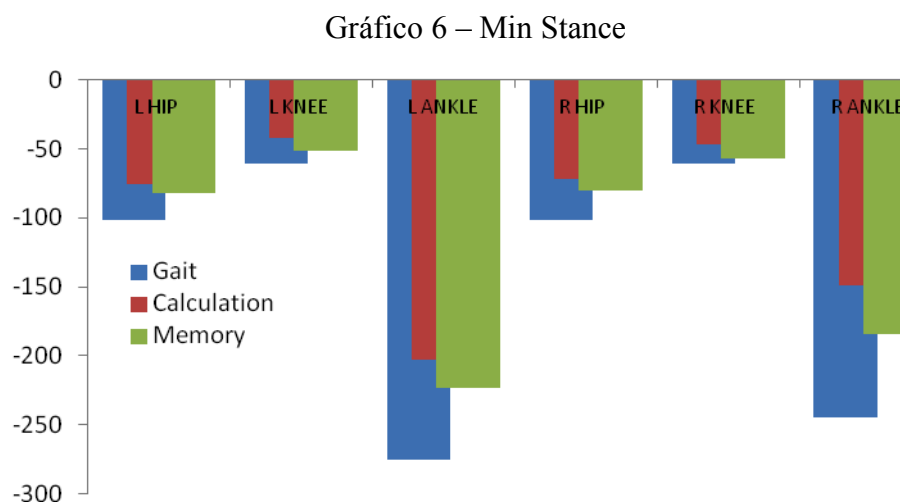 Gráfico 6 – Min Stance
0
L HIP
L KNEE
L ANKLE
R HIP
R KNEE
R ANKLE
-50
-100
-150
-200
-250
-300
Gait
Calculation
Memory